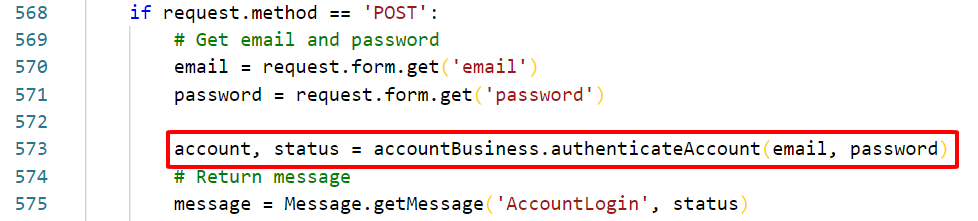 568 if request.method == 'POST':
569 # Get email and password
570 email = request.form.get('email')
571 password = request.form.get('password')
572
573 account, status = accountBusiness.authenticateAccount(email, password)
574 # Return message
575 message = Message.getMessage('AccountLogin', status)